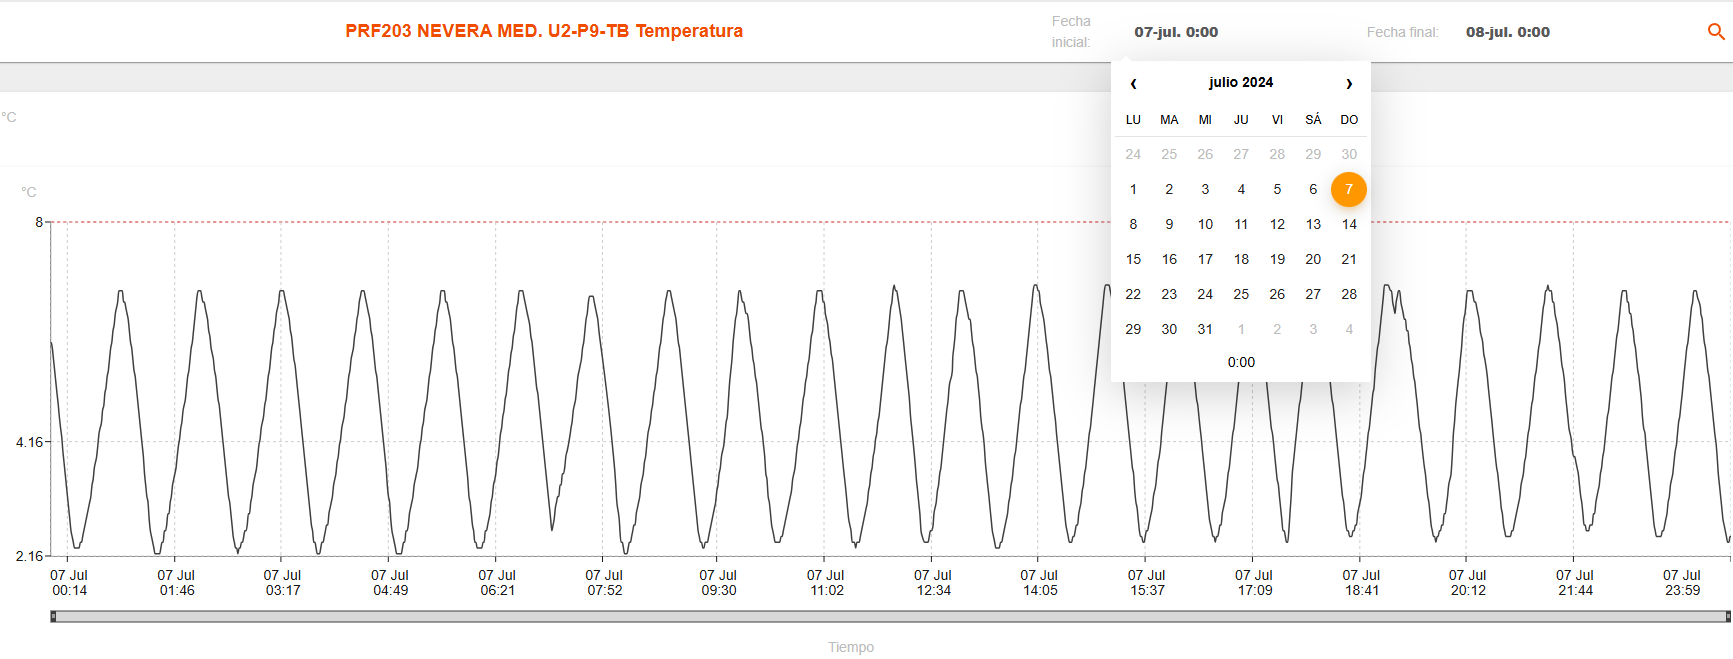 PRF203 NEVERA MED. U2-P9-TB Temperatura
Fecha inicial: 07-jul. 0:00
Fecha final: 08-jul. 0:00
‹ julio 2024 ›
LU MA MI JU VI SÁ DO
24 25 26 27 28 29 30
1 2 3 4 5 6 7
8 9 10 11 12 13 14
15 16 17 18 19 20 21
22 23 24 25 26 27 28
29 30 31 1 2 3 4
0:00
°C
°C
8
4.16
2.16
07 Jul 07 Jul 07 Jul 07 Jul 07 Jul 07 Jul 07 Jul 07 Jul 07 Jul 07 Jul 07 Jul 07 Jul 07 Jul 07 Jul 07 Jul 07 Jul
00:14 01:46 03:17 04:49 06:21 07:52 09:30 11:02 12:34 14:05 15:37 17:09 18:41 20:12 21:44 23:59
Tiempo